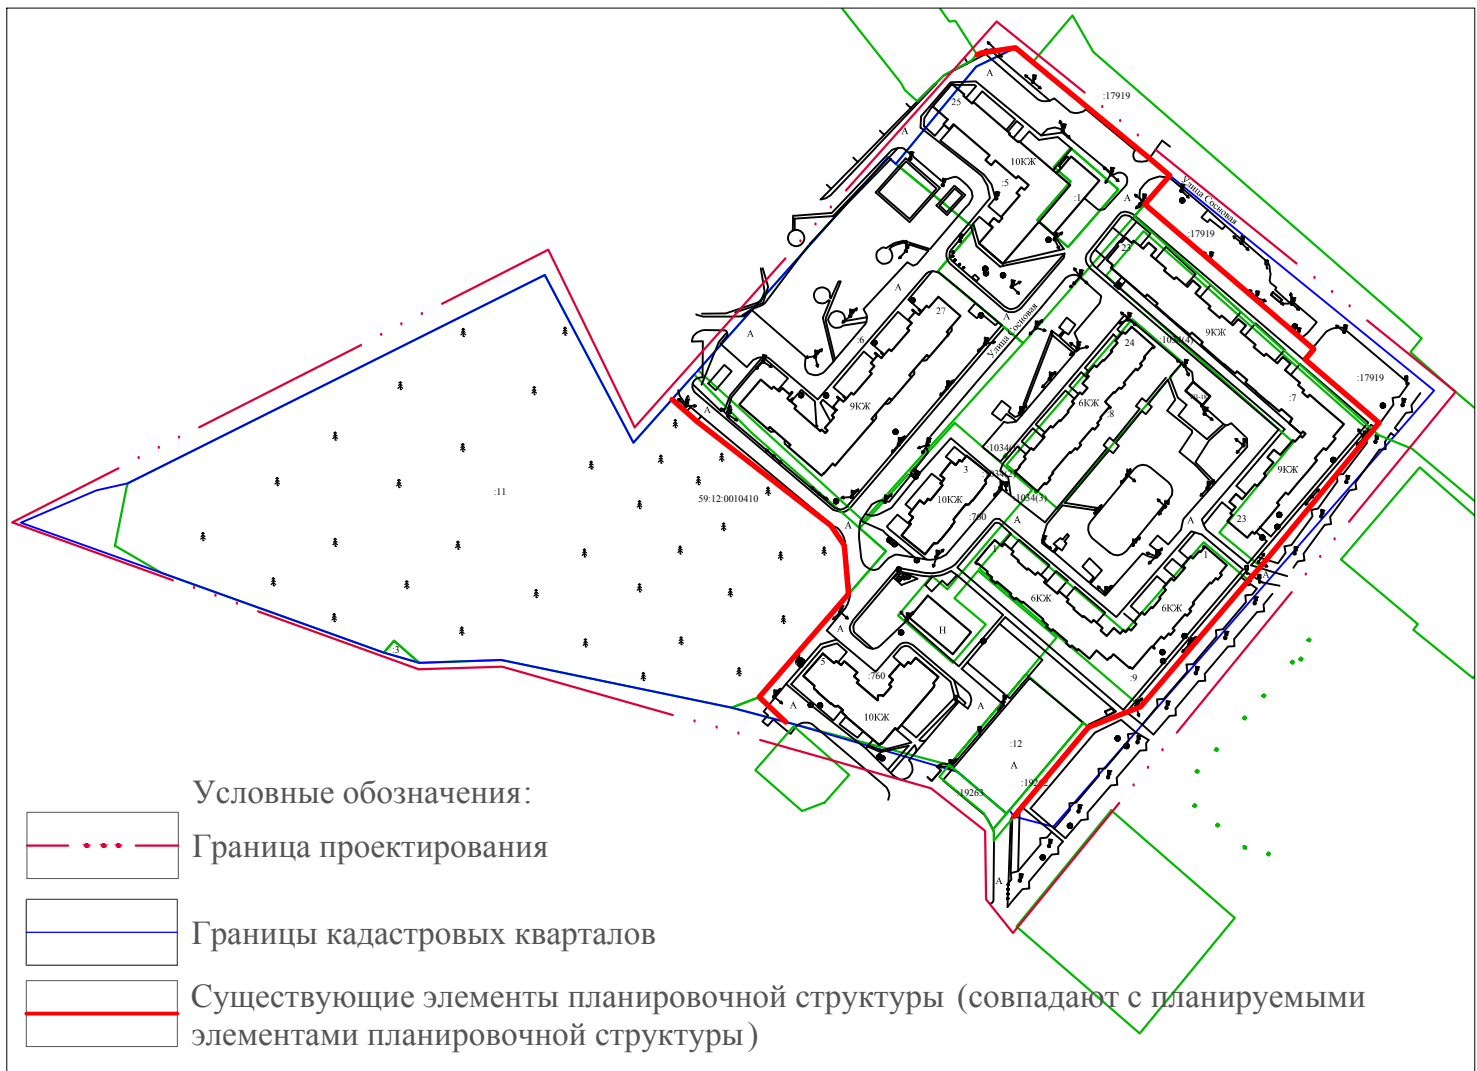 :17919
А
25
А
10КЖ
:5
:1
А
Улица Сосновая
:17919
23
А
27
А
Улица Сосновая
А
:6
24
9КЖ
:1034(4)
:17919
:7
6КЖ
:8
9КЖ
А
:1034(
3
9КЖ
:11
59:12:0010410
10КЖ
:1034(3)
:760
А
А
А
23
1
А
6КЖ
6КЖ
А
Н
:3
5
:760
:9
А
А
10КЖ
:12
А
:19263
А
Условные обозначения:
Граница проектирования
Границы кадастровых кварталов
Существующие элементы планировочной структуры (совпадают с планируемыми
элементами планировочной структуры)